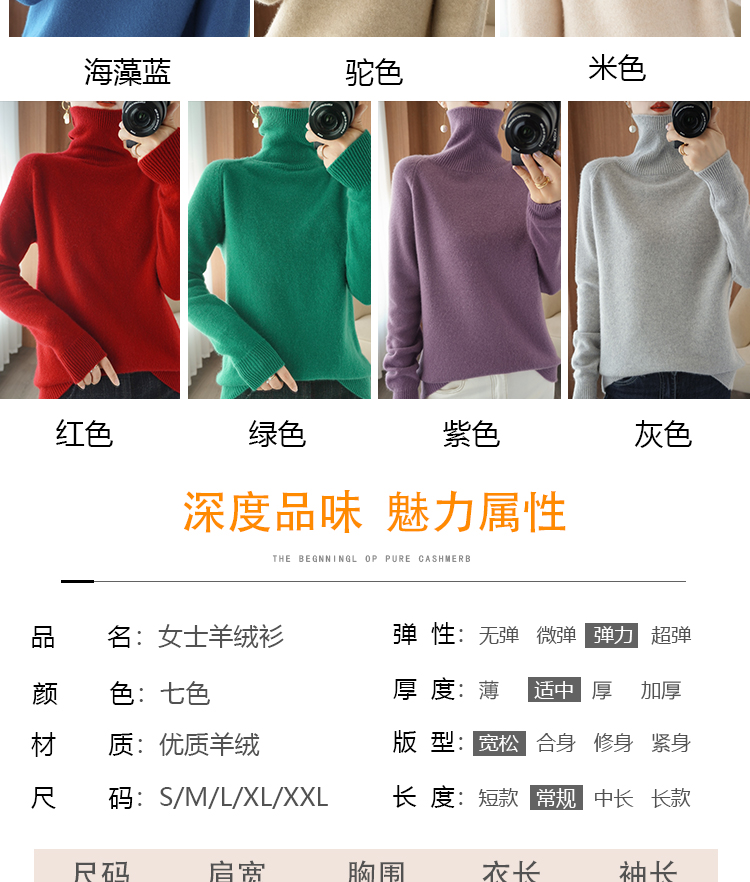 海藻蓝 驼色 米色
红色 绿色 紫色 灰色
深度品味 魅力属性
THE BEGNNINGL OP PURE CASHMERB
品 名: 女士羊绒衫 弹 性: 无弹 微弹 弹力 超弹
颜 色: 七色 厚 度: 薄 适中 厚 加厚
材 质: 优质羊绒 版 型: 宽松 合身 修身 紧身
尺 码: S/M/L/XL/XXL 长 度: 短款 常规 中长 长款
尺码 肩宽 胸围 衣长 袖长